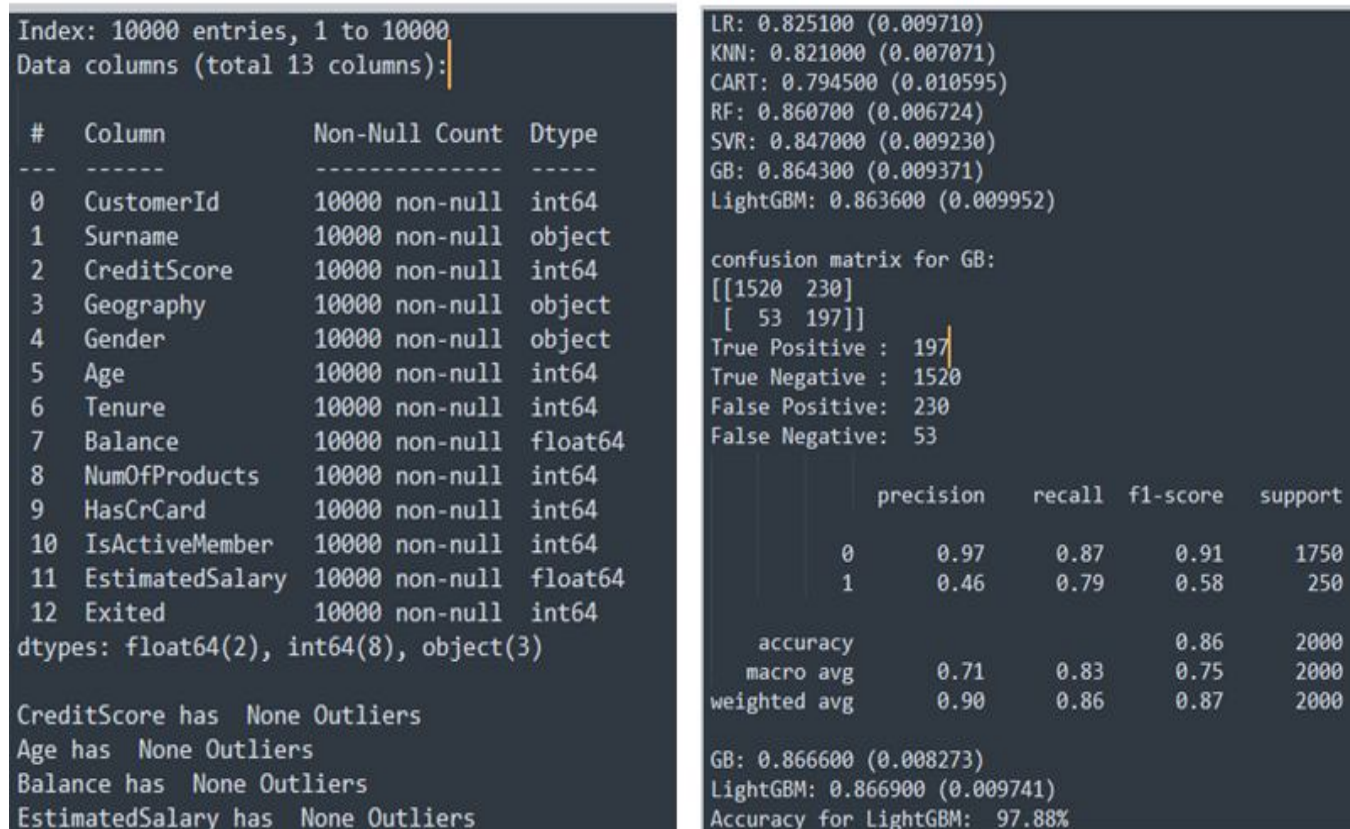 Index: 10000 entries, 1 to 10000
Data columns (total 13 columns):
# Column Non-Null Count Dtype
--- ------ -------------- -----
0 CustomerId 10000 non-null int64
1 Surname 10000 non-null object
2 CreditScore 10000 non-null int64
3 Geography 10000 non-null object
4 Gender 10000 non-null object
5 Age 10000 non-null int64
6 Tenure 10000 non-null int64
7 Balance 10000 non-null float64
8 NumOfProducts 10000 non-null int64
9 HasCrCard 10000 non-null int64
10 IsActiveMember 10000 non-null int64
11 EstimatedSalary 10000 non-null float64
12 Exited 10000 non-null int64
dtypes: float64(2), int64(8), object(3)
CreditScore has None Outliers
Age has None Outliers
Balance has None Outliers
EstimatedSalary has None Outliers
LR: 0.825100 (0.009710)
KNN: 0.821000 (0.007071)
CART: 0.794500 (0.010595)
RF: 0.860700 (0.006724)
SVR: 0.847000 (0.009230)
GB: 0.864300 (0.009371)
LightGBM: 0.863600 (0.009952)
confusion matrix for GB:
[[1520 230]
[ 53 197]]
True Positive : 197
True Negative : 1520
False Positive: 230
False Negative: 53
precision recall f1-score support
0 0.97 0.87 0.91 1750
1 0.46 0.79 0.58 250
accuracy 0.86 2000
macro avg 0.71 0.83 0.75 2000
weighted avg 0.90 0.86 0.87 2000
GB: 0.866600 (0.008273)
LightGBM: 0.866900 (0.009741)
Accuracy for LightGBM: 97.88%